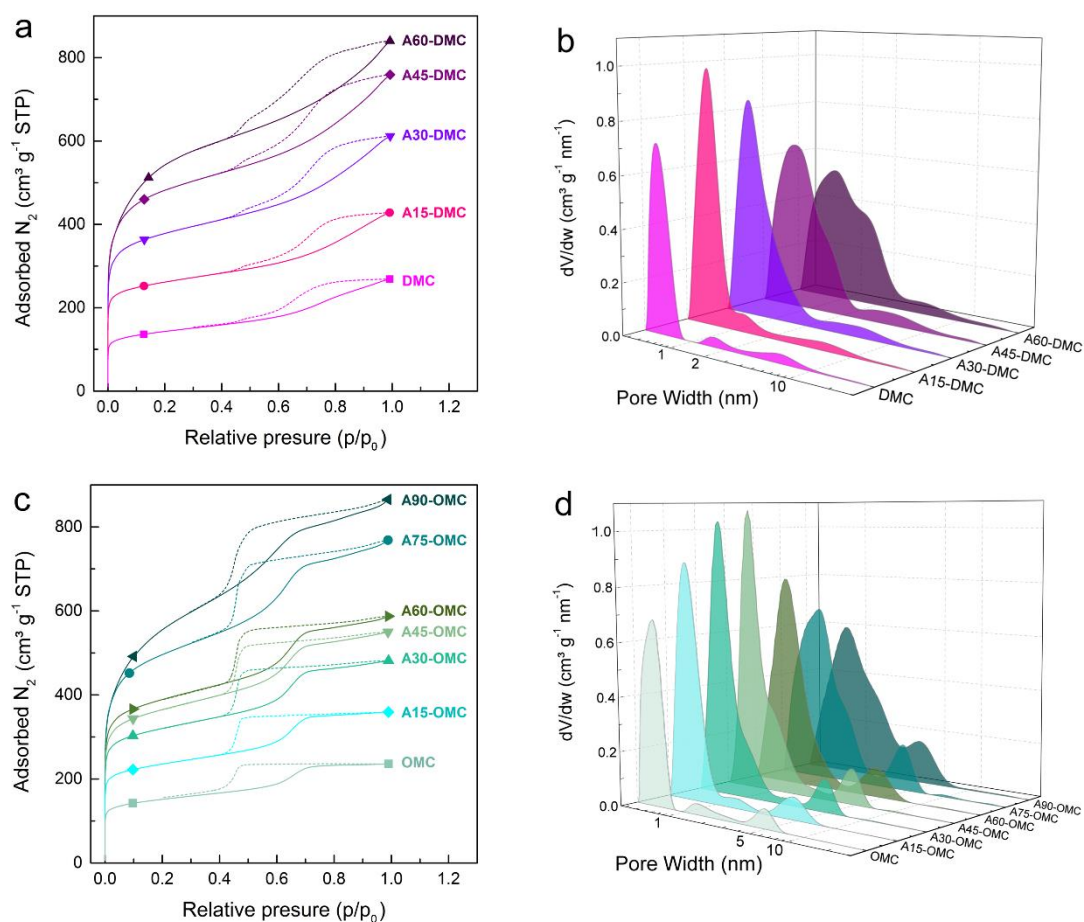 a
A60-DMC
A45-DMC
A30-DMC
A15-DMC
DMC
800
600
400
200
0
0.0 0.2 0.4 0.6 0.8 1.0 1.2
Adsorbed N₂ (cm³ g⁻¹ STP)
Relative presure (p/p₀)
b
1.0
0.8
0.6
0.4
0.2
0.0
dV/dw (cm³ g⁻¹ nm⁻¹)
1 2 10
Pore Width (nm)
A60-DMC
A45-DMC
A30-DMC
A15-DMC
DMC
c
A90-OMC
A75-OMC
A60-OMC
A45-OMC
A30-OMC
A15-OMC
OMC
800
600
400
200
0
0.0 0.2 0.4 0.6 0.8 1.0 1.2
Adsorbed N₂ (cm³ g⁻¹ STP)
Relative presure (p/p₀)
d
1.0
0.8
0.6
0.4
0.2
0.0
dV/dw (cm³ g⁻¹ nm⁻¹)
1 5 10
Pore Width (nm)
A90-OMC
A75-OMC
A60-OMC
A45-OMC
A30-OMC
A15-OMC
OMC